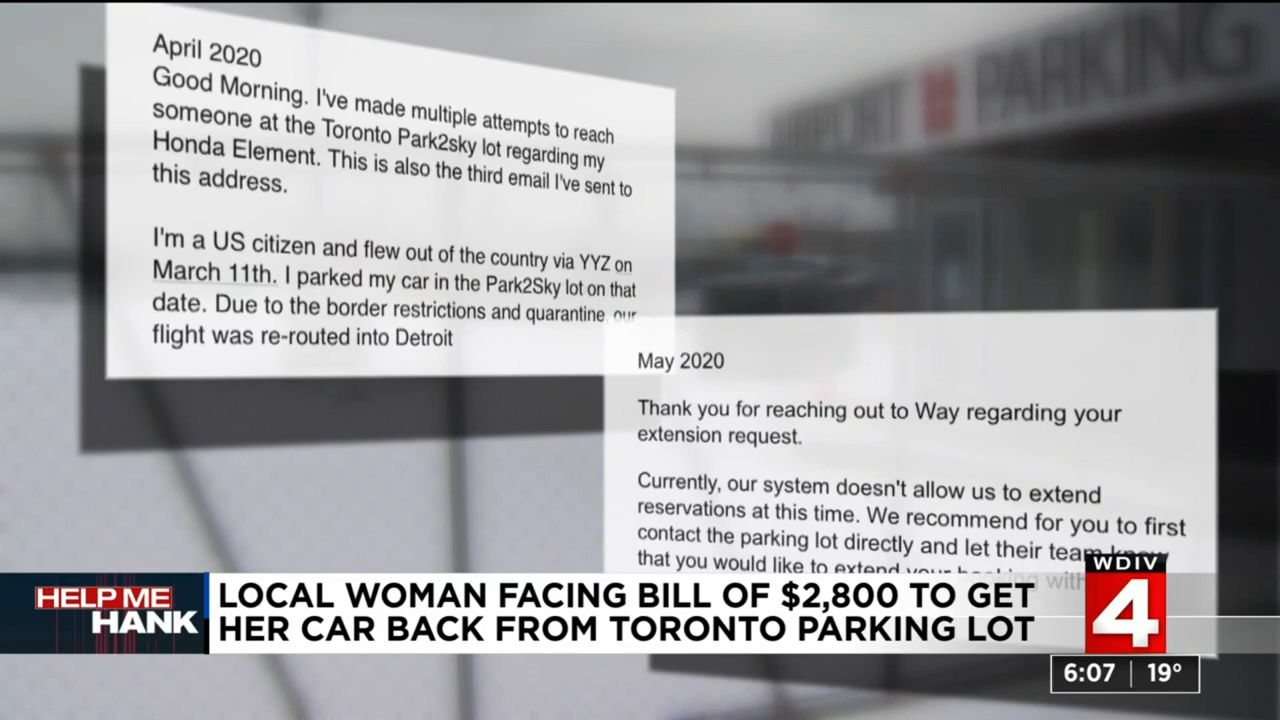 April 2020
Good Morning. I've made multiple attempts to reach
someone at the Toronto Park2sky lot regarding my
Honda Element. This is also the third email I've sent to
this address.
I'm a US citizen and flew out of the country via YYZ on
March 11th. I parked my car in the Park2Sky lot on that
date. Due to the border restrictions and quarantine, our
flight was re-routed into Detroit
PARKING
May 2020
Thank you for reaching out to Way regarding your
extension request.
Currently, our system doesn't allow us to extend
reservations at this time. We recommend for you to first
contact the parking lot directly and let their team know
that you would like to extend your booking with
HELP ME
HANK
LOCAL WOMAN FACING BILL OF $2,800 TO GET
HER CAR BACK FROM TORONTO PARKING LOT
WDIV
4
6:07 19°